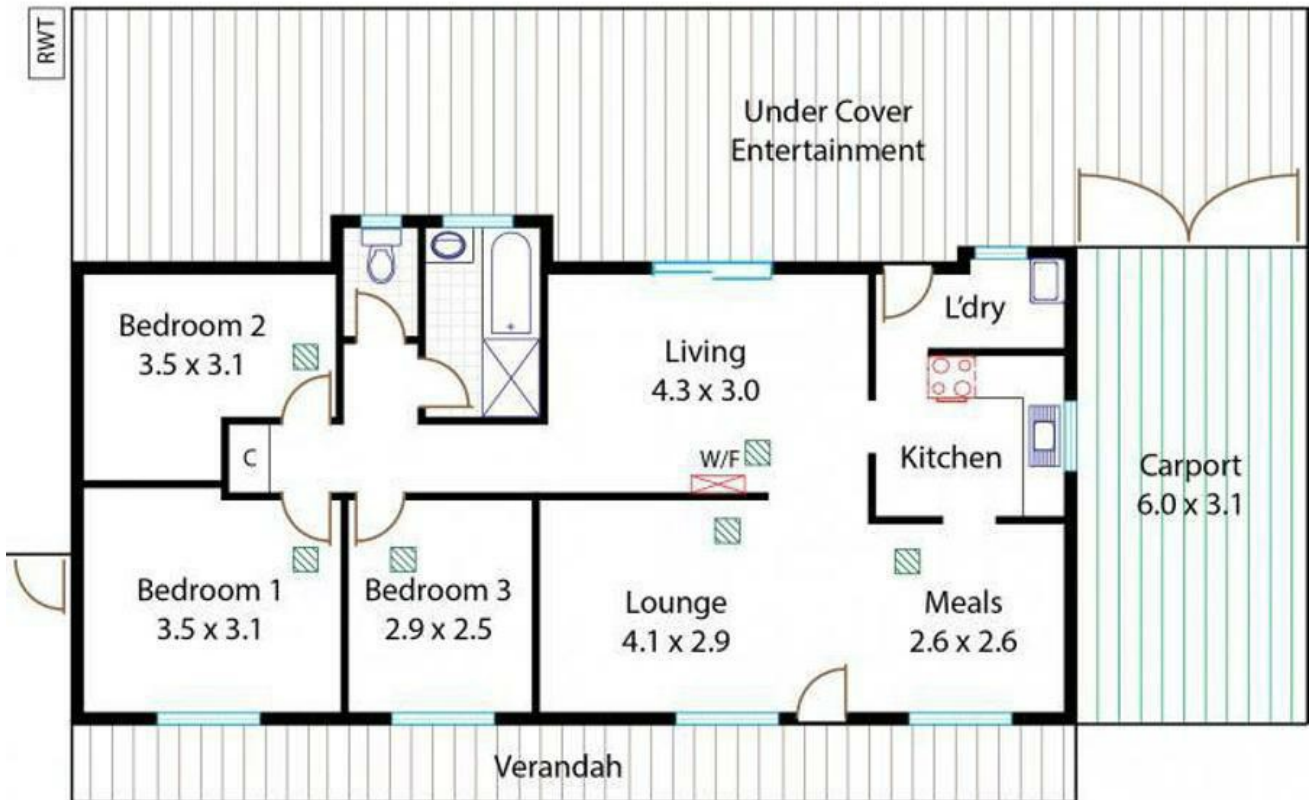 RWT
Under Cover
Entertainment
Bedroom 2
3.5 x 3.1
Living
4.3 x 3.0
L'dry
C
W/F
Kitchen
Carport
6.0 x 3.1
Bedroom 1
3.5 x 3.1
Bedroom 3
2.9 x 2.5
Lounge
4.1 x 2.9
Meals
2.6 x 2.6
Verandah